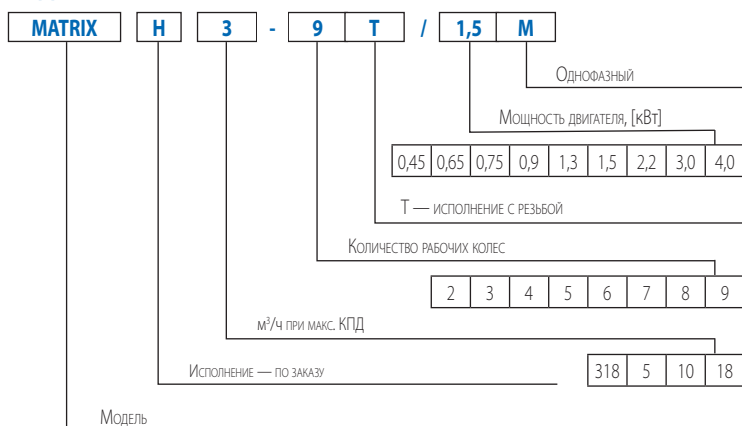 MATRIX H 3 - 9 T / 1,5 M
Однофазный
Мощность двигателя, [кВт]
0,45 0,65 0,75 0,9 1,3 1,5 2,2 3,0 4,0
Т — исполнение с резьбой
Количество рабочих колес
2 3 4 5 6 7 8 9
м³/ч при макс. КПД
318 5 10 18
Исполнение — по заказу
Модель